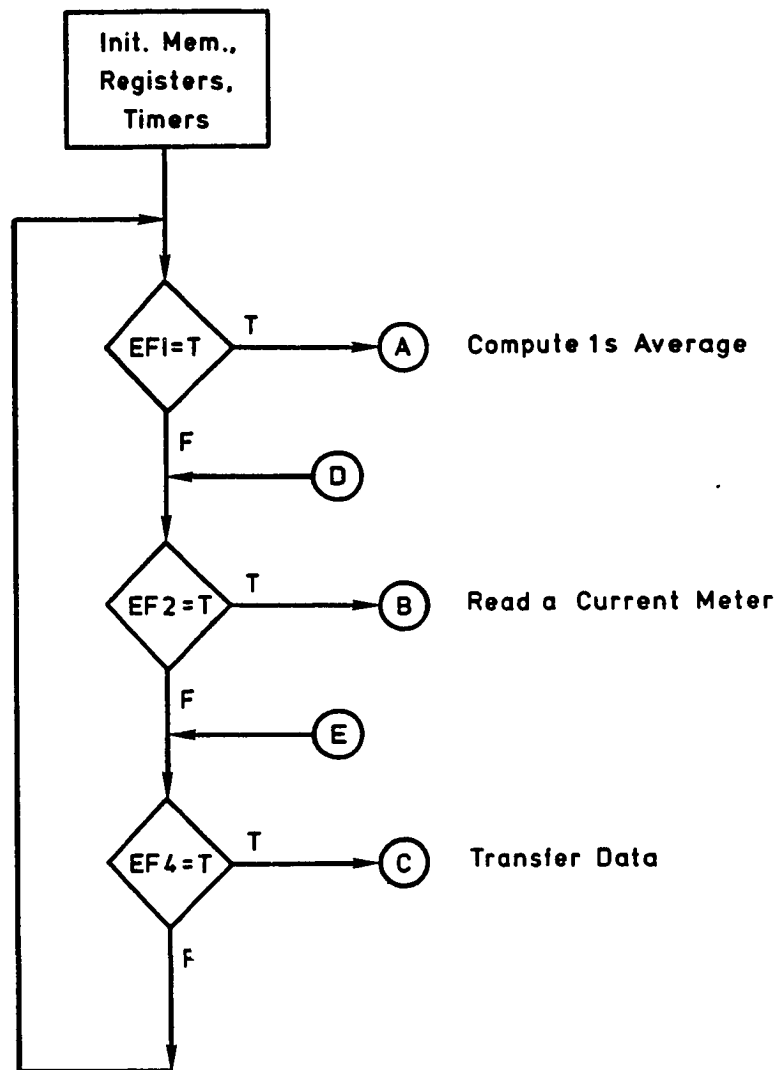 Init. Mem.,
Registers,
Timers
EF1=T
T
A
Compute 1s Average
F
D
EF2=T
T
B
Read a Current Meter
F
E
EF4=T
T
C
Transfer Data
F